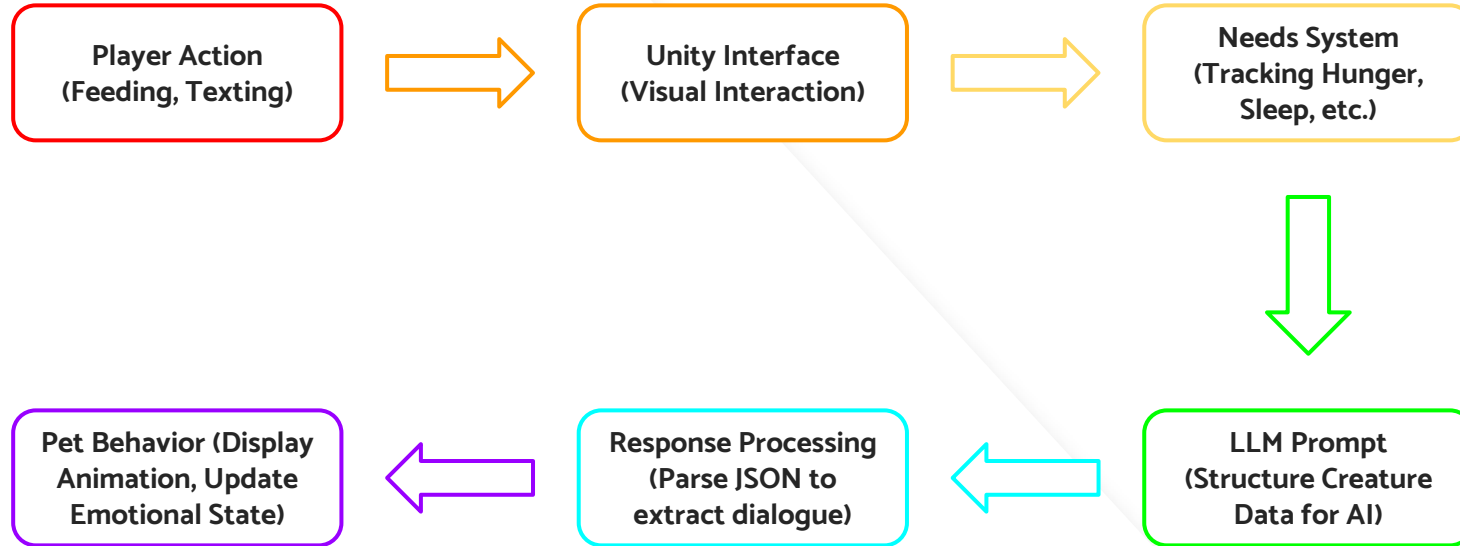 Player Action
(Feeding, Texting)
Unity Interface
(Visual Interaction)
Needs System
(Tracking Hunger,
Sleep, etc.)
LLM Prompt
(Structure Creature
Data for AI)
Response Processing
(Parse JSON to
extract dialogue)
Pet Behavior (Display
Animation, Update
Emotional State)